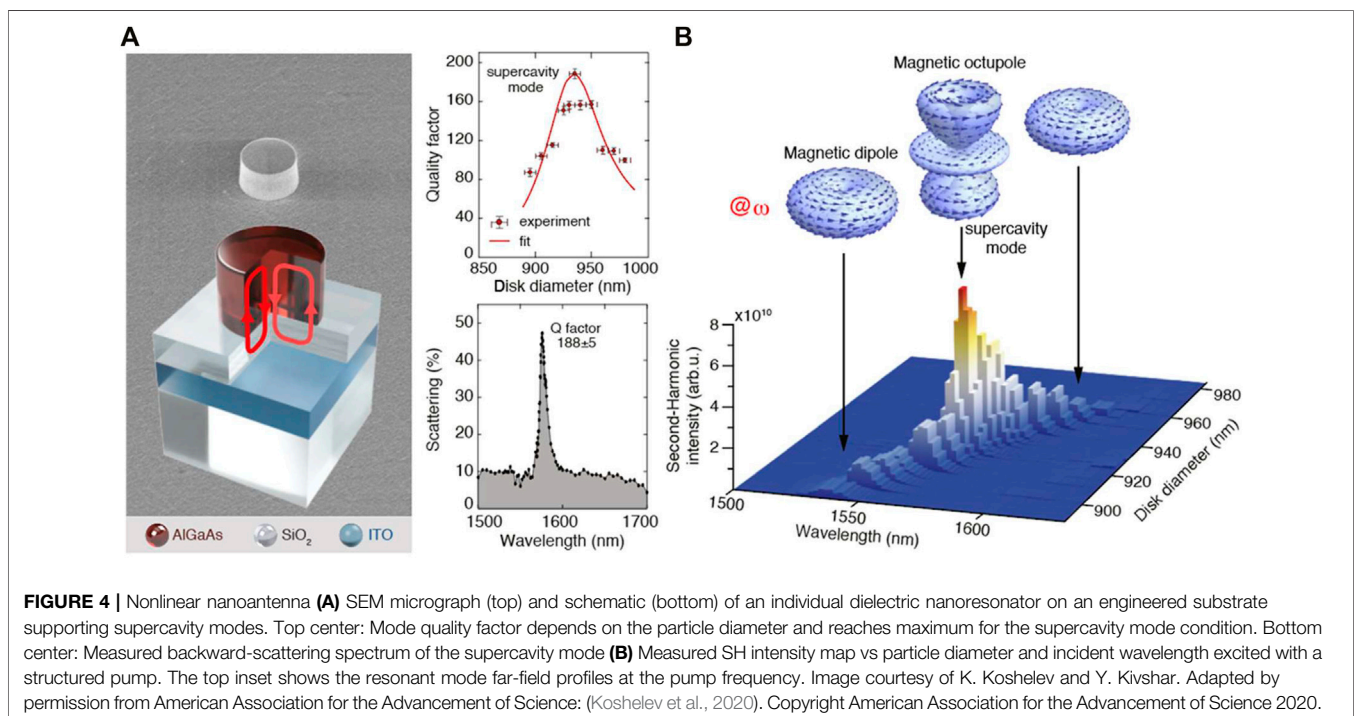 A
200
160
120
80
40
0
Quality factor
supercavity
mode
experiment
fit
850
900
950
1000
Disk diameter (nm)
50
40
30
20
10
0
Scattering (%)
Q factor
188±5
1500
1600
1700
Wavelength (nm)
AlGaAs
SiO2
ITO
B
Magnetic octupole
Magnetic dipole
@ω
supercavity
mode
x10¹⁰
8
6
4
2
Second-Harmonic
intensity (arb.u.)
1500
1550
1600
Wavelength (nm)
980
960
940
920
900
Disk diameter (nm)
FIGURE 4 | Nonlinear nanoantenna (A) SEM micrograph (top) and schematic (bottom) of an individual dielectric nanoresonator on an engineered substrate
supporting supercavity modes. Top center: Mode quality factor depends on the particle diameter and reaches maximum for the supercavity mode condition. Bottom
center: Measured backward-scattering spectrum of the supercavity mode (B) Measured SH intensity map vs particle diameter and incident wavelength excited with a
structured pump. The top inset shows the resonant mode far-field profiles at the pump frequency. Image courtesy of K. Koshelev and Y. Kivshar. Adapted by
permission from American Association for the Advancement of Science: (Koshelev et al., 2020). Copyright American Association for the Advancement of Science 2020.